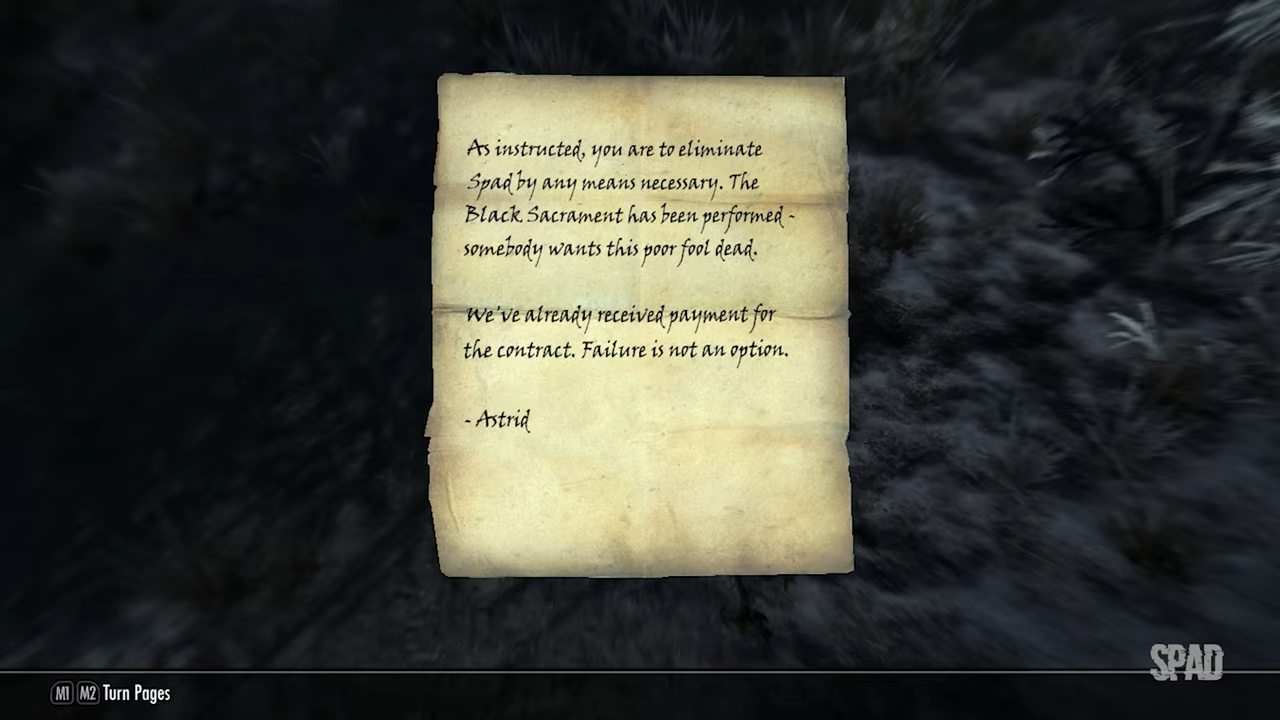 As instructed, you are to eliminate
Spad by any means necessary. The
Black Sacrament has been performed -
somebody wants this poor fool dead.
We've already received payment for
the contract. Failure is not an option.
- Astrid
SPAD
M1 M2 Turn Pages